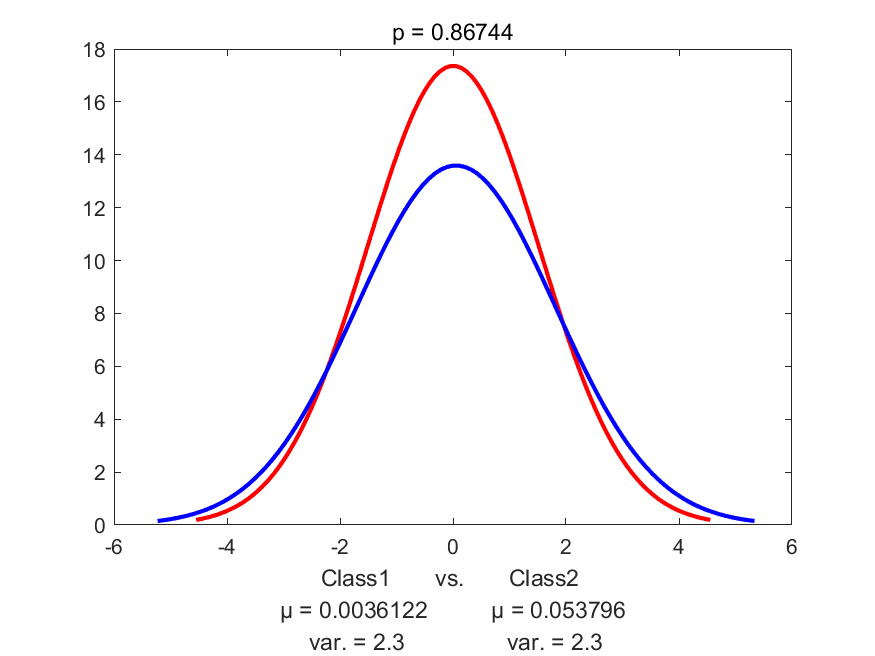 p = 0.86744
18
16
14
12
10
8
6
4
2
0
-6 -4 -2 0 2 4 6
Class1 vs. Class2
μ = 0.0036122 μ = 0.053796
var. = 2.3 var. = 2.3